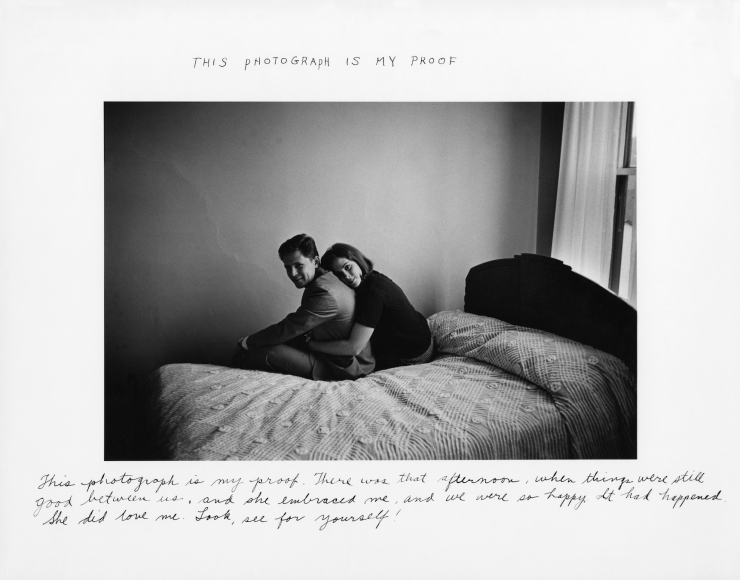 THIS PHOTOGRAPH IS MY PROOF
This photograph is my proof. There was that afternoon, when things were still
good between us, and she embraced me, and we were so happy. It had happened
She did love me. Look, see for yourself!